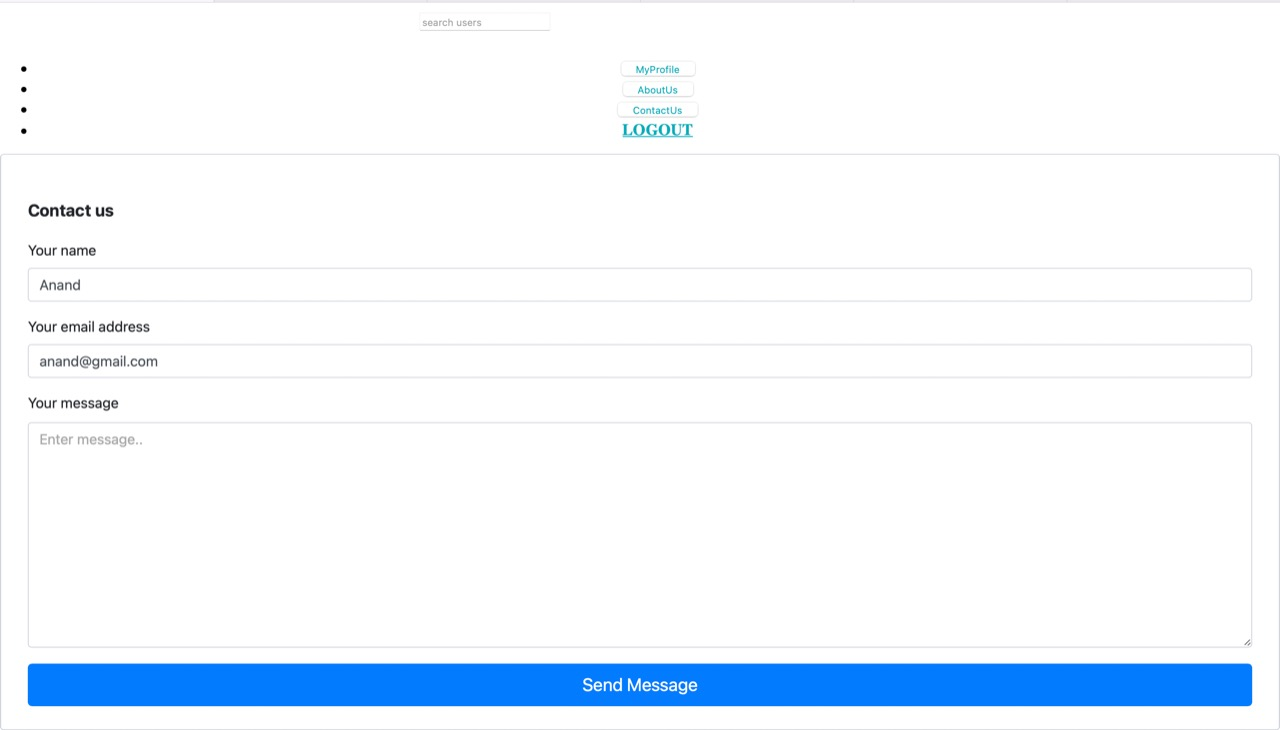 search users
MyProfile
AboutUs
ContactUs
LOGOUT
Contact us
Your name
Anand
Your email address
anand@gmail.com
Your message
Enter message..
Send Message